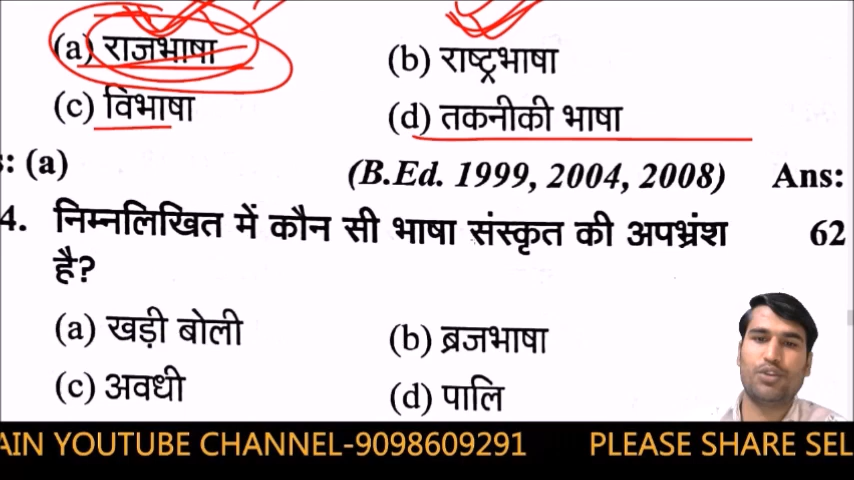 (a) राजभाषा (b) राष्ट्रभाषा
(c) विभाषा (d) तकनीकी भाषा
: (a) (B.Ed. 1999, 2004, 2008) Ans:
4. निम्नलिखित में कौन सी भाषा संस्कृत की अपभ्रंश 62
है?
(a) खड़ी बोली (b) ब्रजभाषा
(c) अवधी (d) पालि
AIN YOUTUBE CHANNEL-9098609291 PLEASE SHARE SEL